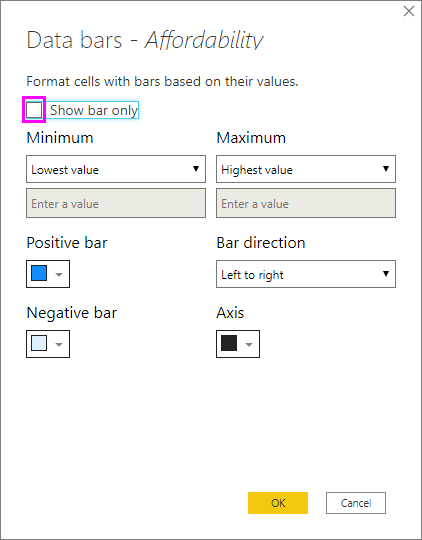 Data bars - Affordability
Format cells with bars based on their values.
Show bar only
Minimum
Maximum
Lowest value
Highest value
Enter a value
Enter a value
Positive bar
Bar direction
Left to right
Negative bar
Axis
OK
Cancel